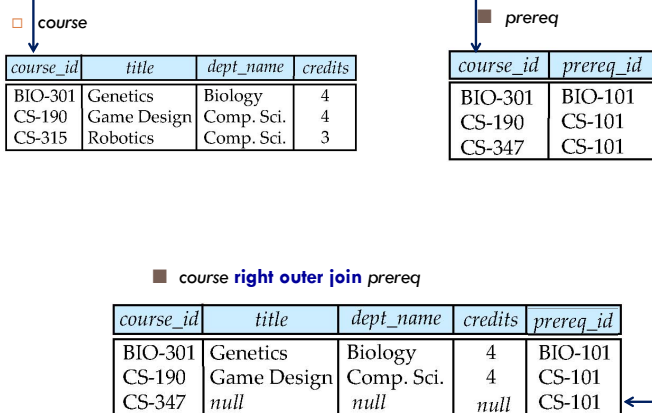 course
course_id title dept_name credits
BIO-301 Genetics Biology 4
CS-190 Game Design Comp. Sci. 4
CS-315 Robotics Comp. Sci. 3
prereq
course_id prereq_id
BIO-301 BIO-101
CS-190 CS-101
CS-347 CS-101
course right outer join prereq
course_id title dept_name credits prereq_id
BIO-301 Genetics Biology 4 BIO-101
CS-190 Game Design Comp. Sci. 4 CS-101
CS-347 null null null CS-101